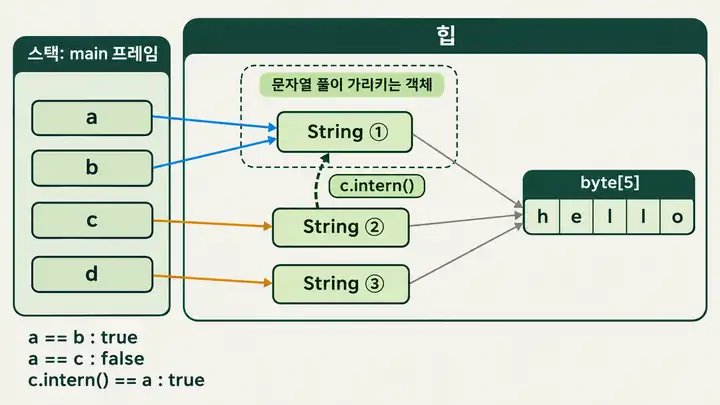 스택: main 프레임
a
b
c
d
힙
문자열 풀이 가리키는 객체
String ①
c.intern()
String ②
String ③
byte[5]
h e l l o
a == b : true
a == c : false
c.intern() == a : true